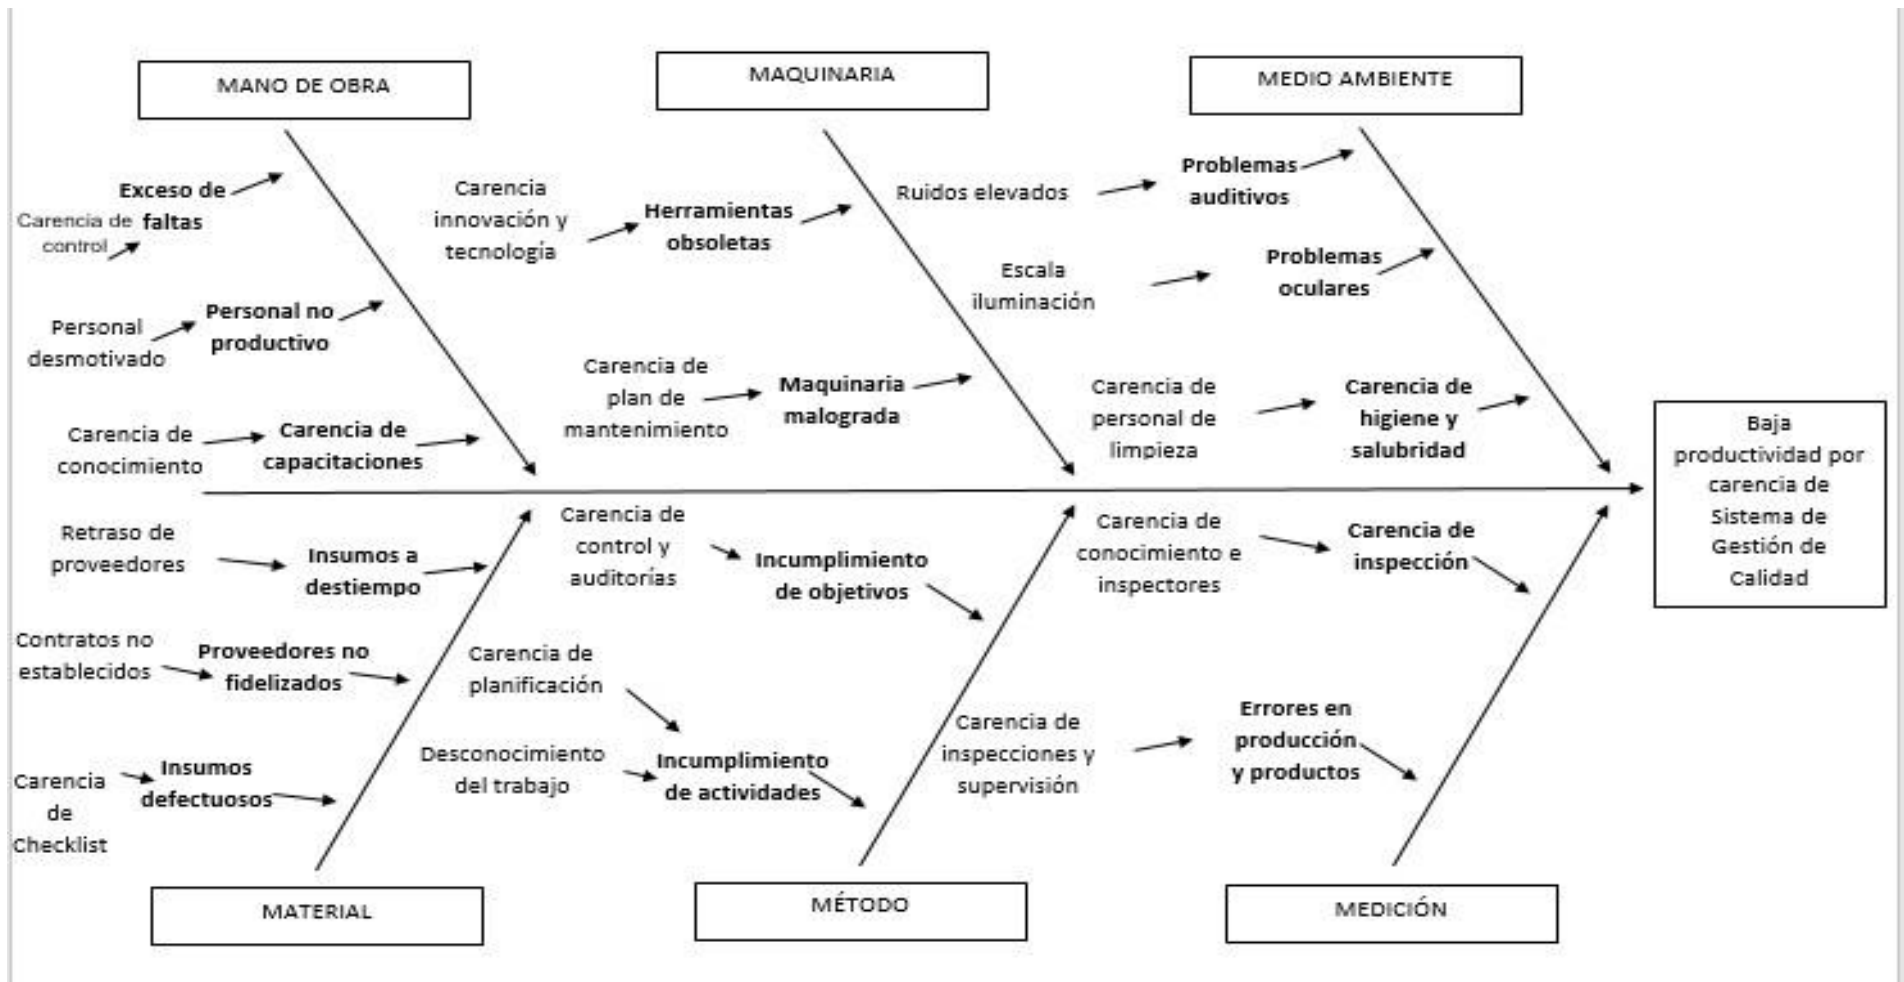 MANO DE OBRA
MAQUINARIA
MEDIO AMBIENTE
Exceso de
faltas
Carencia de
control
Personal no
productivo
Personal
desmotivado
Carencia de
capacitaciones
Carencia de
conocimiento
Carencia
innovación y
tecnología
Herramientas
obsoletas
Carencia de
plan de
mantenimiento
Maquinaria
malograda
Ruidos elevados
Problemas
auditivos
Escala
iluminación
Problemas
oculares
Carencia de
personal de
limpieza
Carencia de
higiene y
salubridad
Baja
productividad por
carencia de
Sistema de
Gestión de
Calidad
Retraso de
proveedores
Insumos a
destiempo
Contratos no
establecidos
Proveedores no
fidelizados
Carencia
de
Checklist
Insumos
defectuosos
Carencia de
control y
auditorías
Incumplimiento
de objetivos
Carencia de
planificación
Desconocimiento
del trabajo
Incumplimiento
de actividades
Carencia de
conocimiento e
inspectores
Carencia de
inspección
Carencia de
inspecciones y
supervisión
Errores en
producción
y productos
MATERIAL
MÉTODO
MEDICIÓN